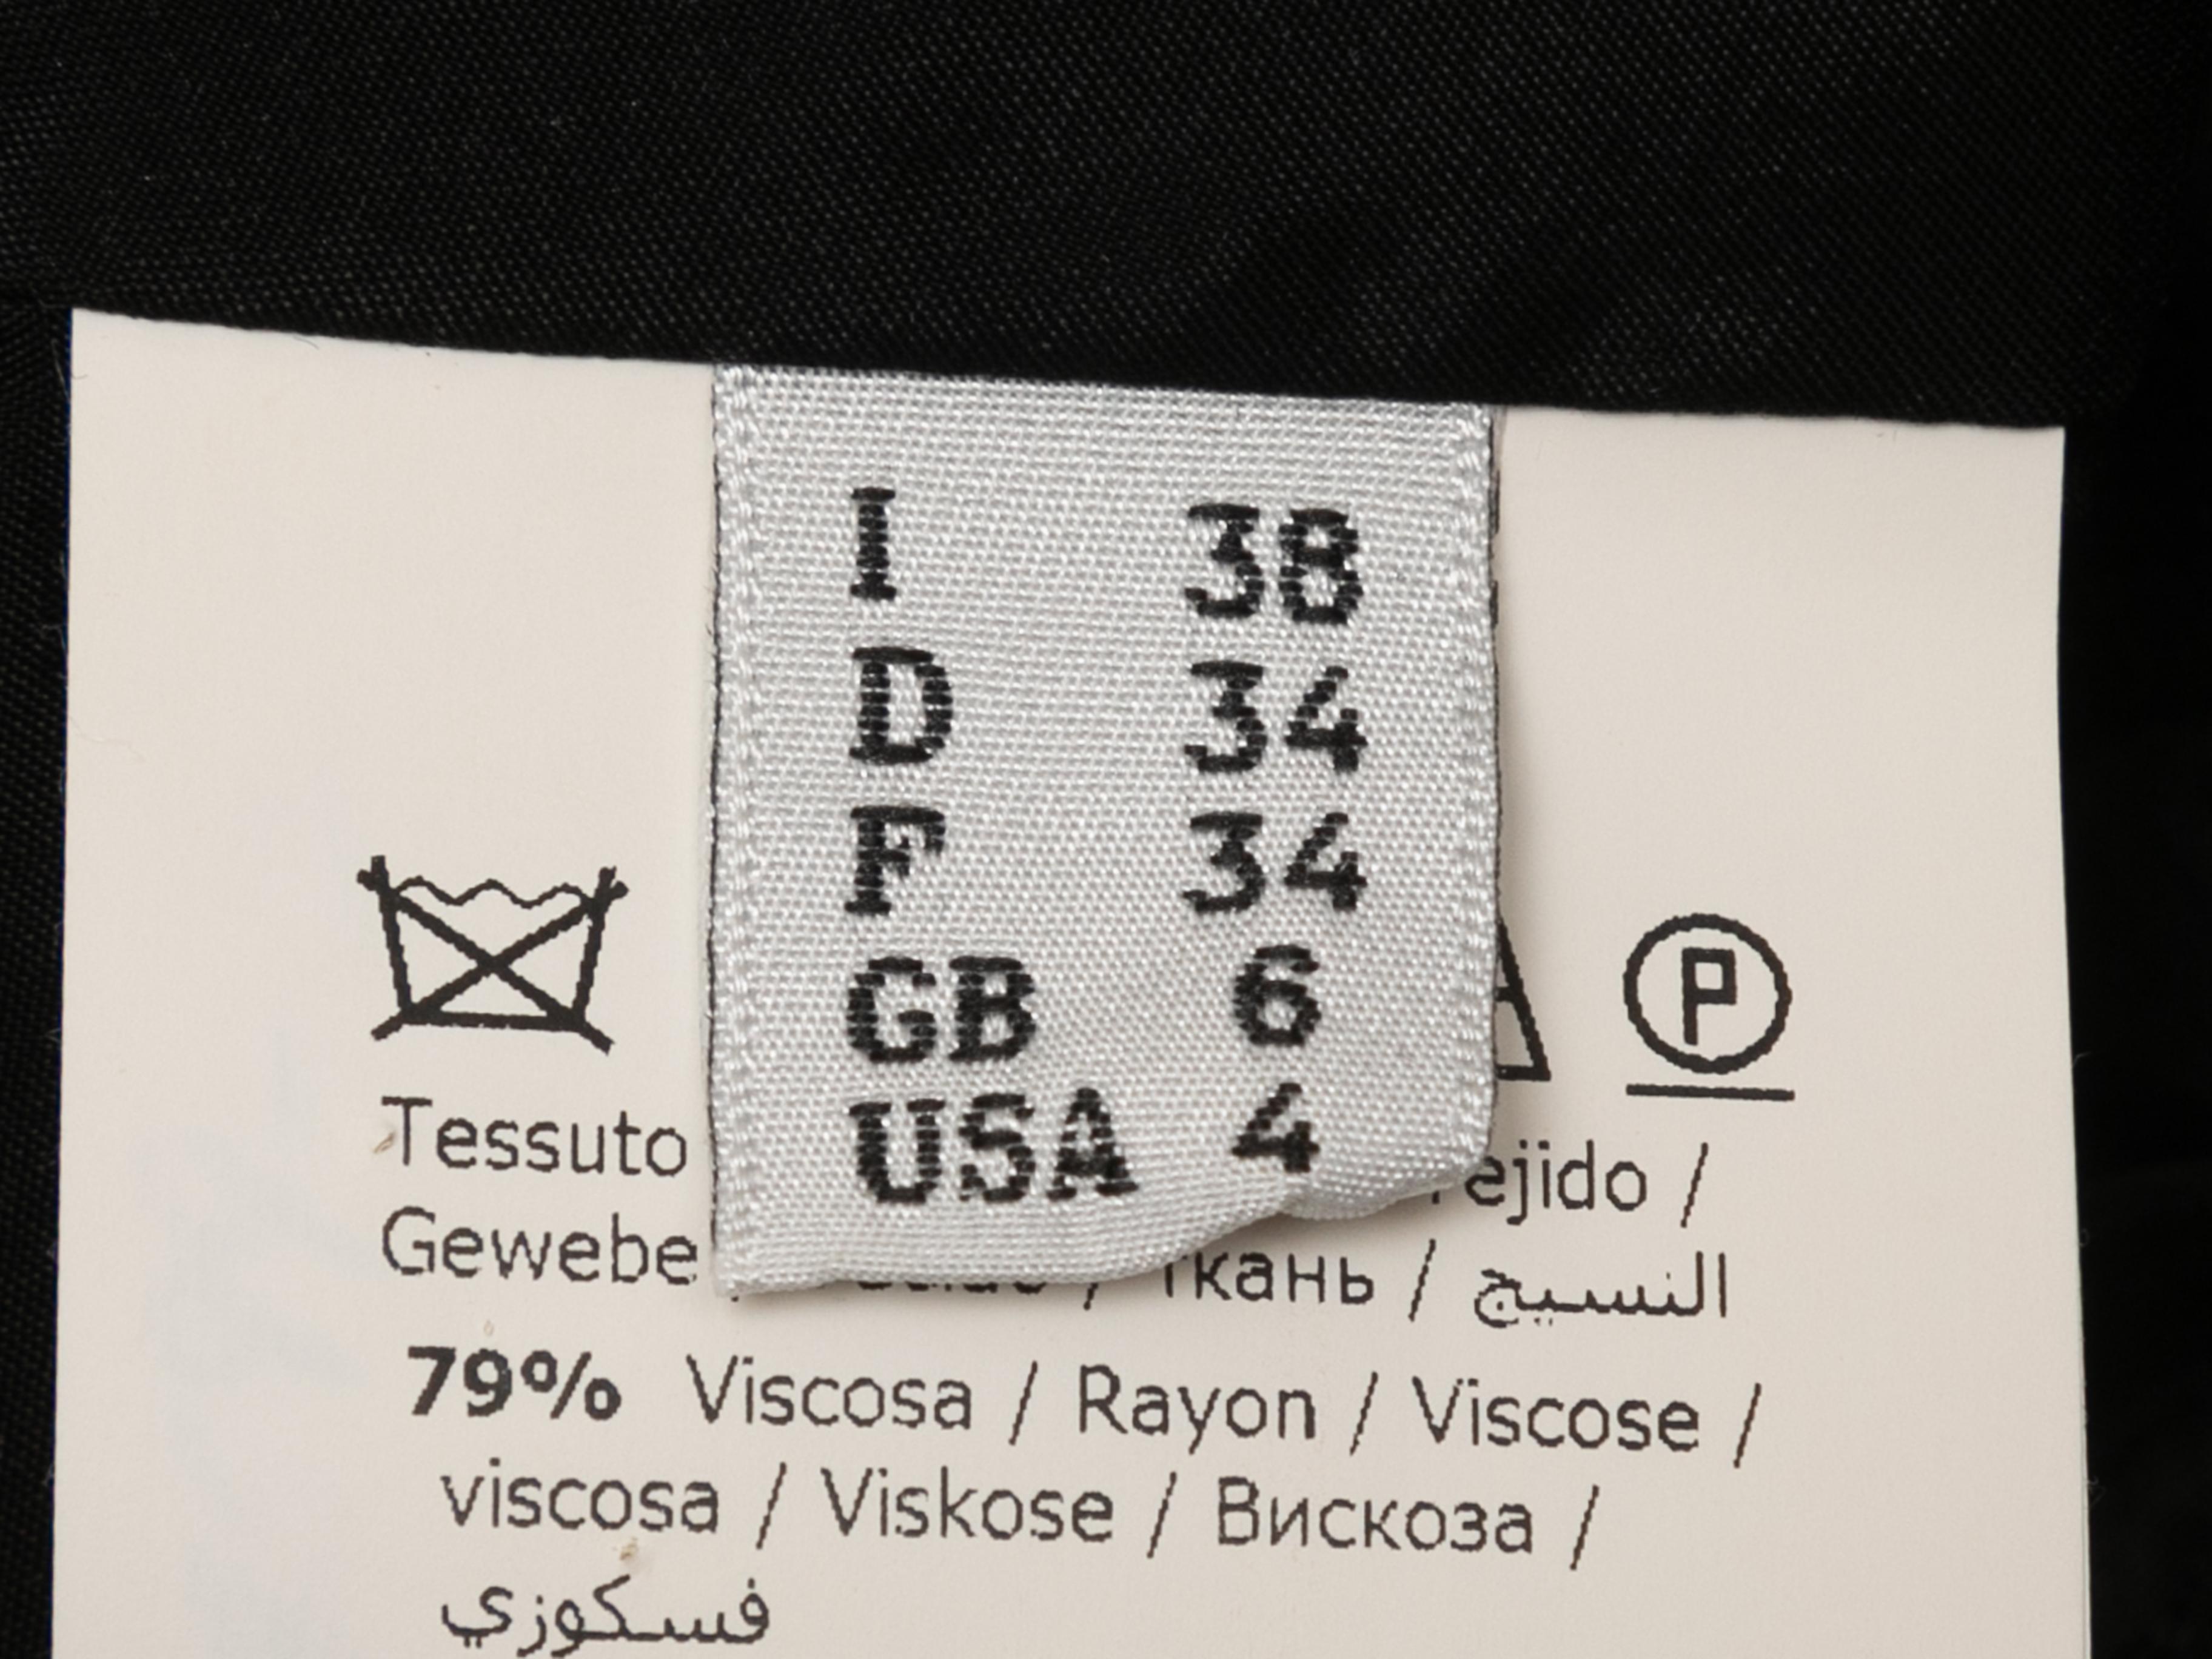 I 38
D 34
F 34
GB 6
USA 4
P
Tessuto ejido /
Gewebe / Ткань / النسيج
79% Viscosa / Rayon / Viscose /
viscosa / Viskose / Вискоза /
فسكوزي